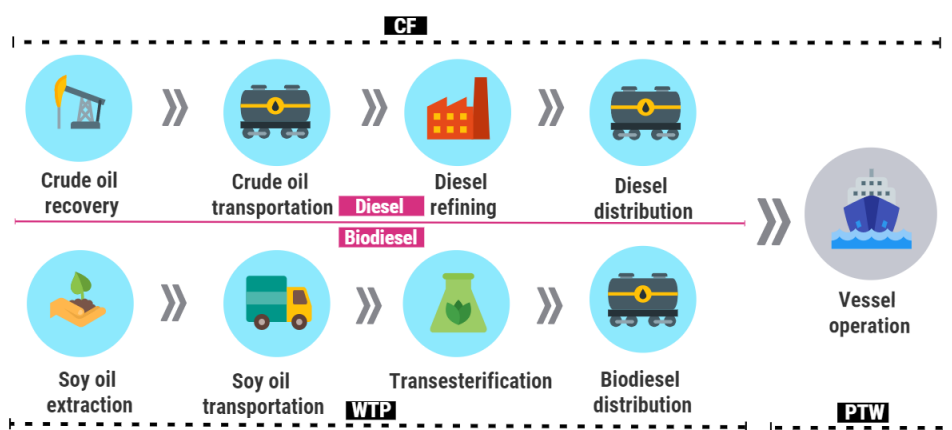 CF
Crude oil
recovery
Crude oil
transportation
Diesel
refining
Diesel
distribution
Diesel
Biodiesel
Vessel
operation
Soy oil
extraction
Soy oil
transportation
Transesterification
Biodiesel
distribution
WTP
PTW